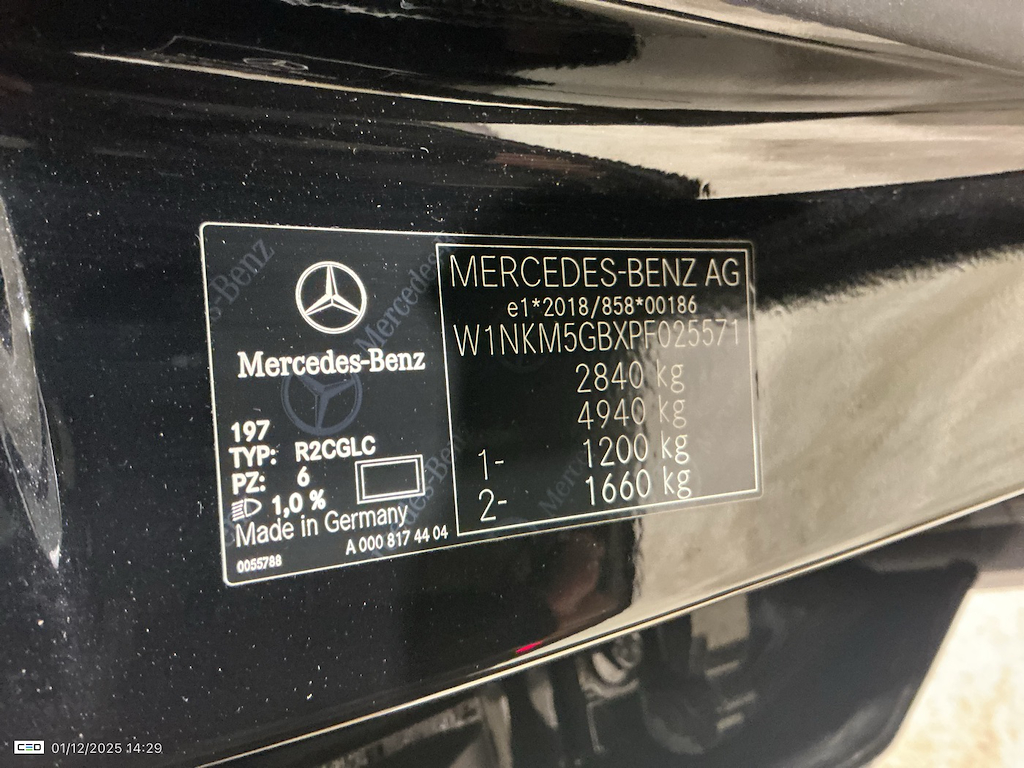 Mercedes-Benz
197
TYP: R2CGLC
PZ: 6
1,0 %
Made in Germany
0055788
A 000 817 44 04
MERCEDES-BENZ AG
e1*2018/858*00186
W1NKM5GBXPF025571
2840 kg
4940 kg
1- 1200 kg
2- 1660 kg
CEO 01/12/2025 14:29